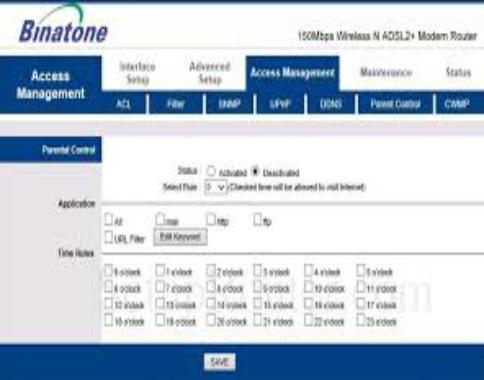 Binatone
150Mbps Wireless N ADSL2+ Modem Router
Access Management
Interface Setup
Advanced Setup
Access Management
Maintenance
Status
ACL
Filter
SNMP
UPnP
DDNS
Parent Control
CWMP
Parental Control
Status : Activated Deactivated
Select Rule : 0 (Checked time will be allowed to visit Internet)
Application
All
http
ftp
URL Filter
Edit Keyword
Time Rules
0 o'clock 1 o'clock 2 o'clock 3 o'clock 4 o'clock 5 o'clock
6 o'clock 7 o'clock 8 o'clock 9 o'clock 10 o'clock 11 o'clock
12 o'clock 13 o'clock 14 o'clock 15 o'clock 16 o'clock 17 o'clock
18 o'clock 19 o'clock 20 o'clock 21 o'clock 22 o'clock 23 o'clock
SAVE